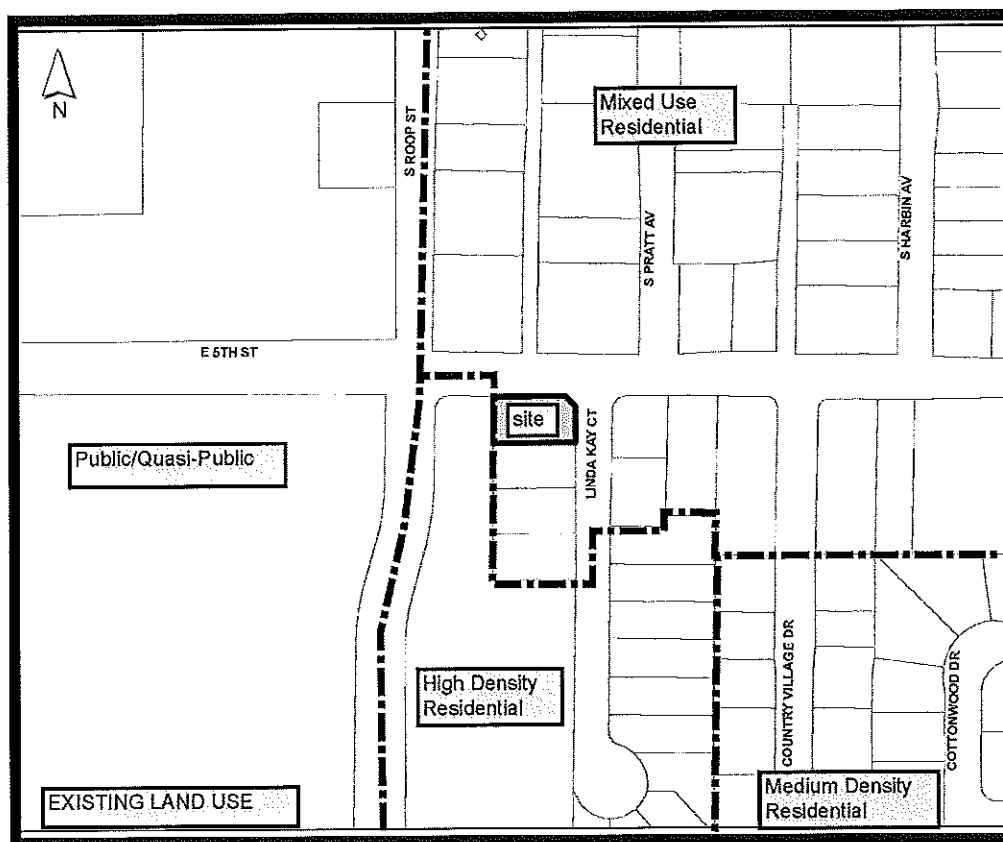 N
S ROOP ST
Mixed Use
Residential
S PRATT AV
S HARBIN AV
E 5TH ST
site
LINDA KAY CT
Public/Quasi-Public
High Density
Residential
COUNTRY VILLAGE DR
COTTONWOOD DR
EXISTING LAND USE
Medium Density
Residential